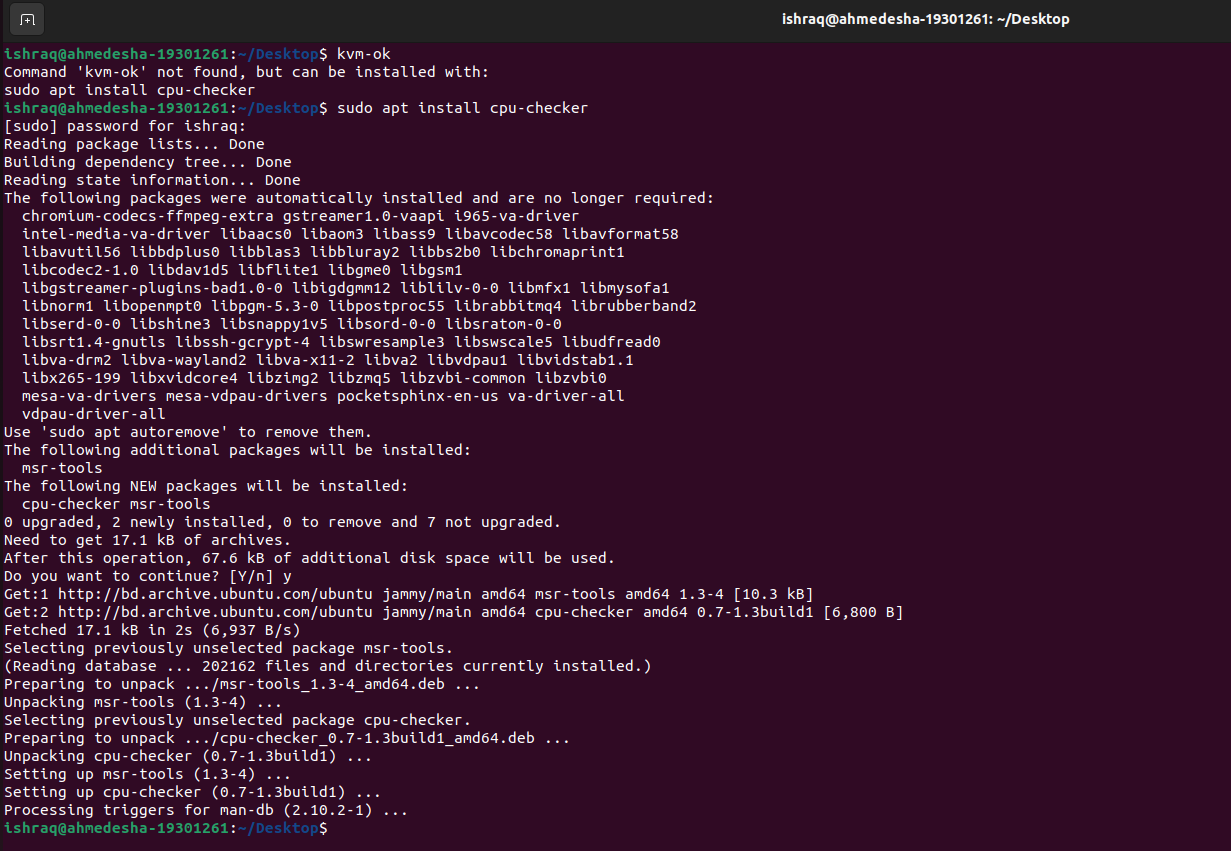 ishraq@ahmedesha-19301261: ~/Desktop
ishraq@ahmedesha-19301261:~/Desktop$ kvm-ok
Command 'kvm-ok' not found, but can be installed with:
sudo apt install cpu-checker
ishraq@ahmedesha-19301261:~/Desktop$ sudo apt install cpu-checker
[sudo] password for ishraq:
Reading package lists... Done
Building dependency tree... Done
Reading state information... Done
The following packages were automatically installed and are no longer required:
  chromium-codecs-ffmpeg-extra gstreamer1.0-vaapi i965-va-driver
  intel-media-va-driver libaacs0 libaom3 libass9 libavcodec58 libavformat58
  libavutil56 libbdplus0 libblas3 libbluray2 libbs2b0 libchromaprint1
  libcodec2-1.0 libdav1d5 libflite1 libgme0 libgsm1
  libgstreamer-plugins-bad1.0-0 libigdgmm12 liblilv-0-0 libmfx1 libmysofa1
  libnorm1 libopenmpt0 libpgm-5.3-0 libpostproc55 librabbitmq4 librubberband2
  libserd-0-0 libshine3 libsnappy1v5 libsord-0-0 libsratom-0-0
  libsrt1.4-gnutls libssh-gcrypt-4 libswresample3 libswscale5 libudfread0
  libva-drm2 libva-wayland2 libva-x11-2 libva2 libvdpau1 libvidstab1.1
  libx265-199 libxvidcore4 libzimg2 libzmq5 libzvbi-common libzvbi0
  mesa-va-drivers mesa-vdpau-drivers pocketsphinx-en-us va-driver-all
  vdpau-driver-all
Use 'sudo apt autoremove' to remove them.
The following additional packages will be installed:
  msr-tools
The following NEW packages will be installed:
  cpu-checker msr-tools
0 upgraded, 2 newly installed, 0 to remove and 7 not upgraded.
Need to get 17.1 kB of archives.
After this operation, 67.6 kB of additional disk space will be used.
Do you want to continue? [Y/n] y
Get:1 http://bd.archive.ubuntu.com/ubuntu jammy/main amd64 msr-tools amd64 1.3-4 [10.3 kB]
Get:2 http://bd.archive.ubuntu.com/ubuntu jammy/main amd64 cpu-checker amd64 0.7-1.3build1 [6,800 B]
Fetched 17.1 kB in 2s (6,937 B/s)
Selecting previously unselected package msr-tools.
(Reading database ... 202162 files and directories currently installed.)
Preparing to unpack .../msr-tools_1.3-4_amd64.deb ...
Unpacking msr-tools (1.3-4) ...
Selecting previously unselected package cpu-checker.
Preparing to unpack .../cpu-checker_0.7-1.3build1_amd64.deb ...
Unpacking cpu-checker (0.7-1.3build1) ...
Setting up msr-tools (1.3-4) ...
Setting up cpu-checker (0.7-1.3build1) ...
Processing triggers for man-db (2.10.2-1) ...
ishraq@ahmedesha-19301261:~/Desktop$